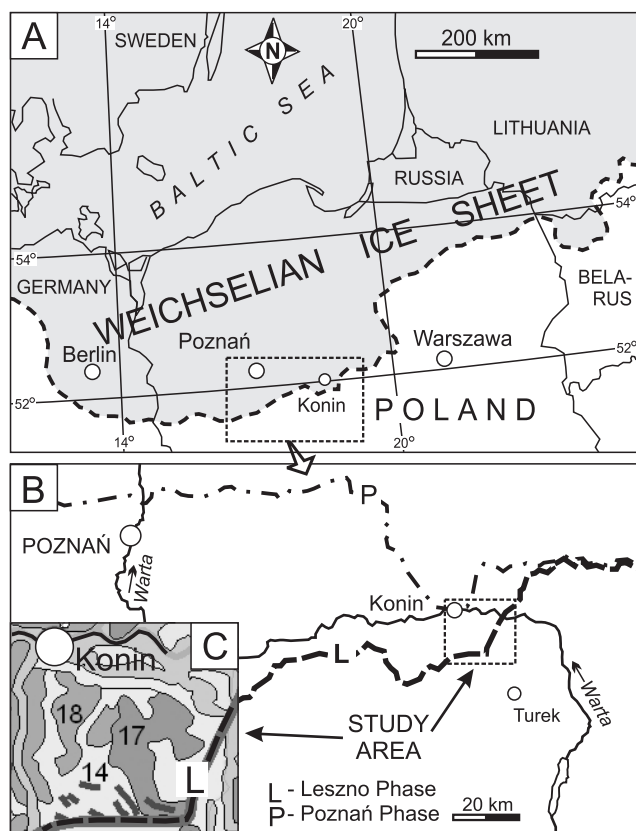 A
14°
20°
SWEDEN
N
200 km
BALTIC SEA
LITHUANIA
RUSSIA
WEICHSELIAN ICE SHEET
54°
54°
GERMANY
BELA-
RUS
Poznań
Warszawa
Berlin
52°
52°
Konin
POLAND
14°
20°
B
P
POZNAŃ
Warta
Konin
C
Konin
L
18
17
Warta
STUDY
AREA
Turek
14
L
L - Leszno Phase
P - Poznań Phase
20 km